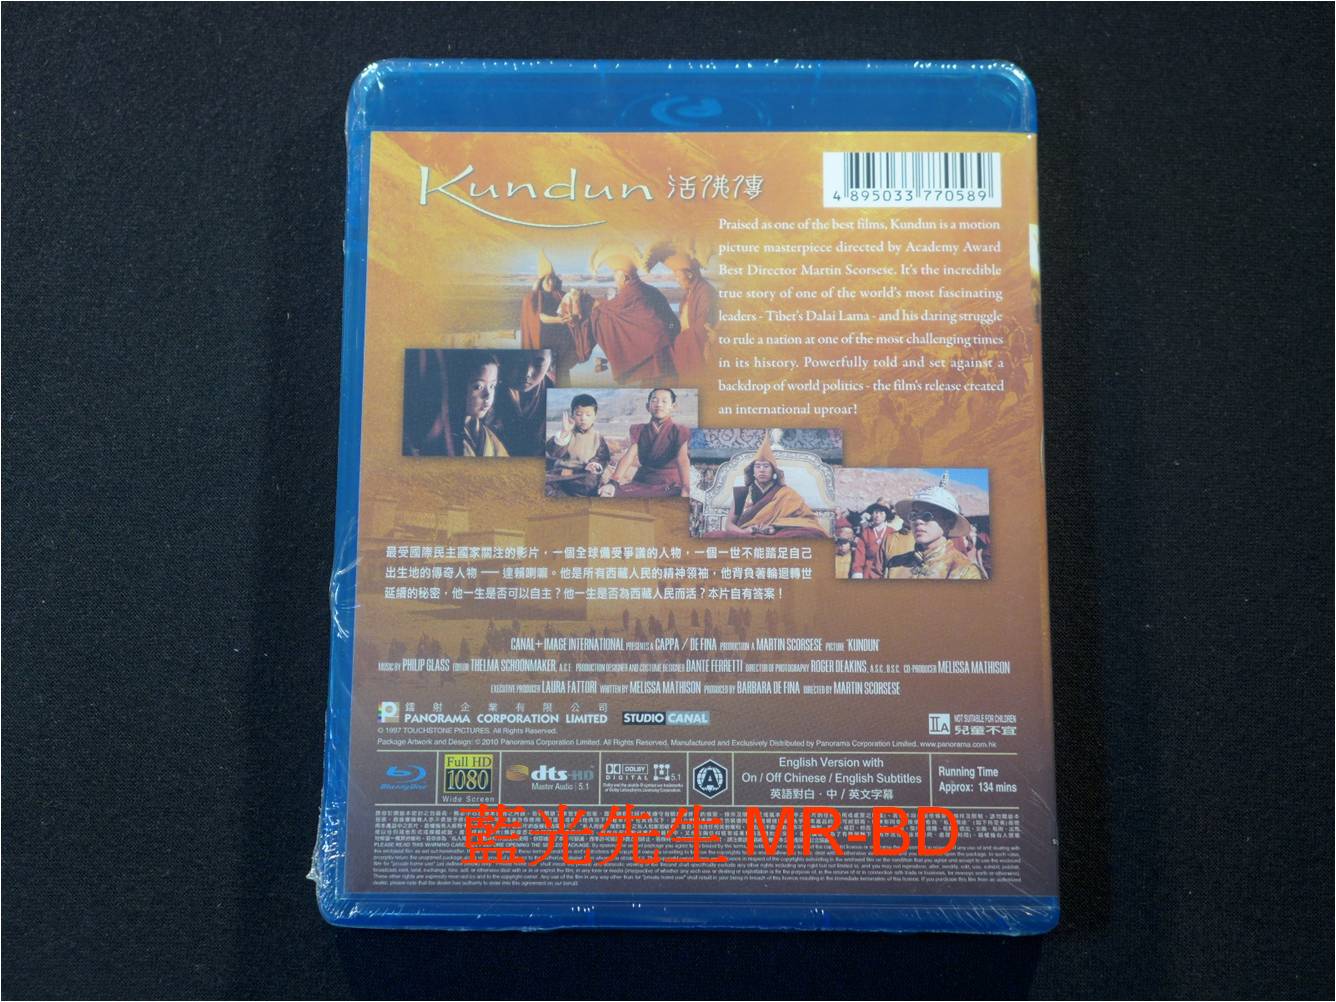 Kundun 活佛傳
4 895033 770589
Praised as one of the best films, Kundun is a motion
picture masterpiece directed by Academy Award
Best Director Martin Scorsese. It's the incredible
true story of one of the world's most fascinating
leaders - Tibet's Dalai Lama - and his daring struggle
to rule a nation at one of the most challenging times
in its history. Powerfully told and set against a
backdrop of world politics - the film's release created
an international uproar!
最受國際民主國家關注的影片，一個全球備受爭議的人物，一個一世不能踏足自己
出生地的傳奇人物 — 達賴喇嘛。他是所有西藏人民的精神領袖，他背負著輪迴轉世
延續的秘密，他一生是否可以自主？他一生是否為西藏人民而活？本片自有答案！
CANAL+ IMAGE INTERNATIONAL PRESENTS A CAPPA / DE FINA PRODUCTION A MARTIN SCORSESE PICTURE "KUNDUN"
MUSIC BY PHILIP GLASS EDITOR THELMA SCHOONMAKER, A.C.E. PRODUCTION DESIGNER AND COSTUME DESIGNER DANTE FERRETTI DIRECTOR OF PHOTOGRAPHY ROGER DEAKINS, A.S.C. B.S.C. CO-PRODUCER MELISSA MATHISON
EXECUTIVE PRODUCER LAURA FATTORI WRITTEN BY MELISSA MATHISON PRODUCED BY BARBARA DE FINA DIRECTED BY MARTIN SCORSESE
鐳射企業有限公司
PANORAMA CORPORATION LIMITED STUDIO CANAL
IIA NOT SUITABLE FOR CHILDREN
兒童不宜
© 1997 TOUCHSTONE PICTURES. All Rights Reserved.
Package Artwork and Design: © 2010 Panorama Corporation Limited. All Rights Reserved. Manufactured and Exclusively Distributed by Panorama Corporation Limited. www.panorama.com.hk
Blu-ray Disc
Full HD
1080
Wide Screen
dts-HD
Master Audio | 5.1
DOLBY
DIGITAL 5.1
A
English Version with
On / Off Chinese / English Subtitles
英語對白．中 / 英文字幕
Running Time
Approx: 134 mins
藍光先生 MR-BD